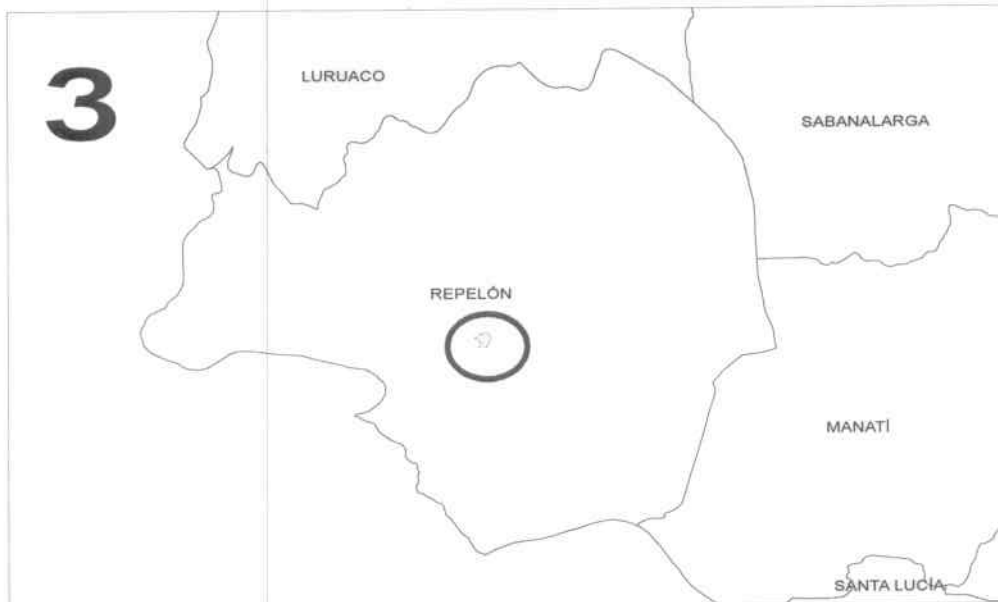 3
LURUACO
SABANALARGA
REPELÓN
MANATÍ
SANTA LUCÍA